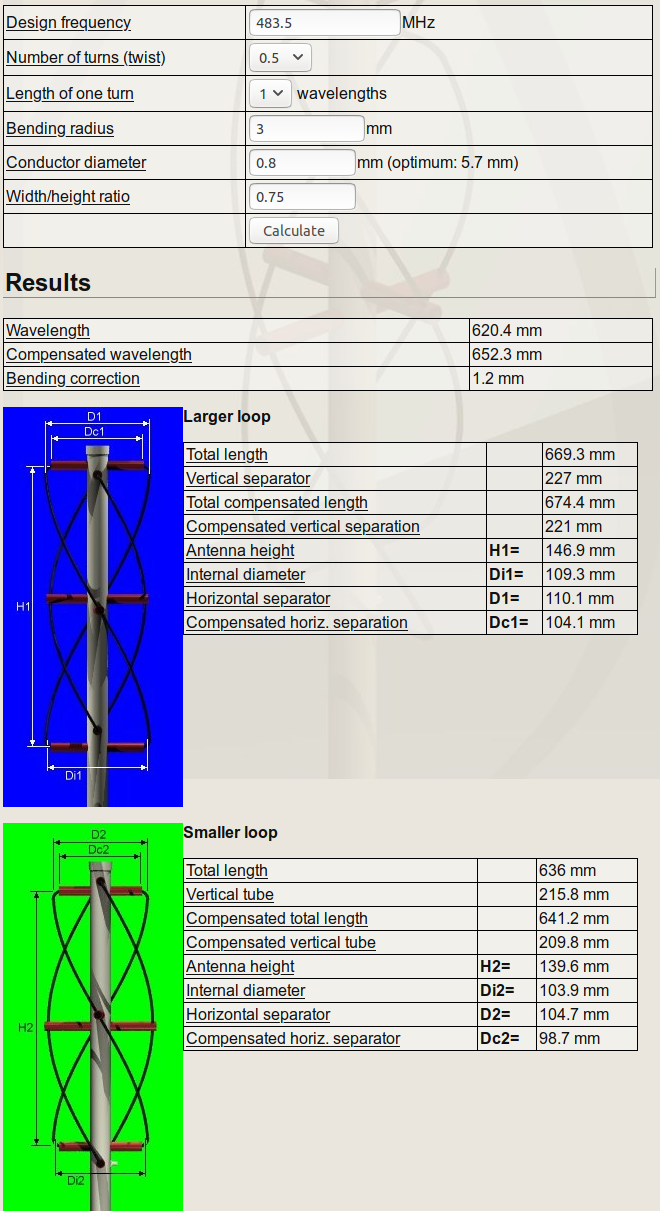 Design frequency 483.5 MHz
Number of turns (twist) 0.5
Length of one turn 1 wavelengths
Bending radius 3 mm
Conductor diameter 0.8 mm (optimum: 5.7 mm)
Width/height ratio 0.75
Calculate
Results
Wavelength 620.4 mm
Compensated wavelength 652.3 mm
Bending correction 1.2 mm
D1
Dc1
H1
Di1
Larger loop
Total length 669.3 mm
Vertical separator 227 mm
Total compensated length 674.4 mm
Compensated vertical separation 221 mm
Antenna height H1= 146.9 mm
Internal diameter Di1= 109.3 mm
Horizontal separator D1= 110.1 mm
Compensated horiz. separation Dc1= 104.1 mm
D2
Dc2
H2
Di2
Smaller loop
Total length 636 mm
Vertical tube 215.8 mm
Compensated total length 641.2 mm
Compensated vertical tube 209.8 mm
Antenna height H2= 139.6 mm
Internal diameter Di2= 103.9 mm
Horizontal separator D2= 104.7 mm
Compensated horiz. separator Dc2= 98.7 mm